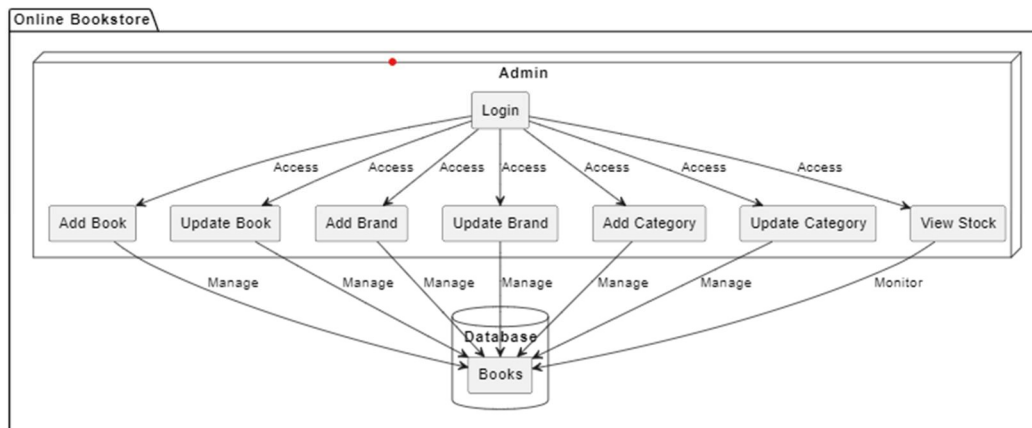 Online Bookstore
Admin
Login
Access Access Access Access Access Access Access
Add Book Update Book Add Brand Update Brand Add Category Update Category View Stock
Manage Manage Manage Manage Manage Manage Monitor
Database
Books